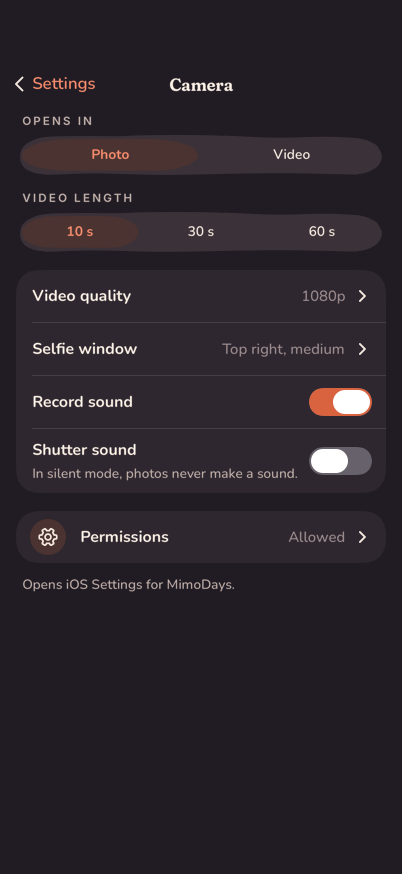 Settings
Camera
OPENS IN
Photo Video
VIDEO LENGTH
10 s 30 s 60 s
Video quality 1080p
Selfie window Top right, medium
Record sound
Shutter sound
In silent mode, photos never make a sound.
Permissions Allowed
Opens iOS Settings for MimoDays.